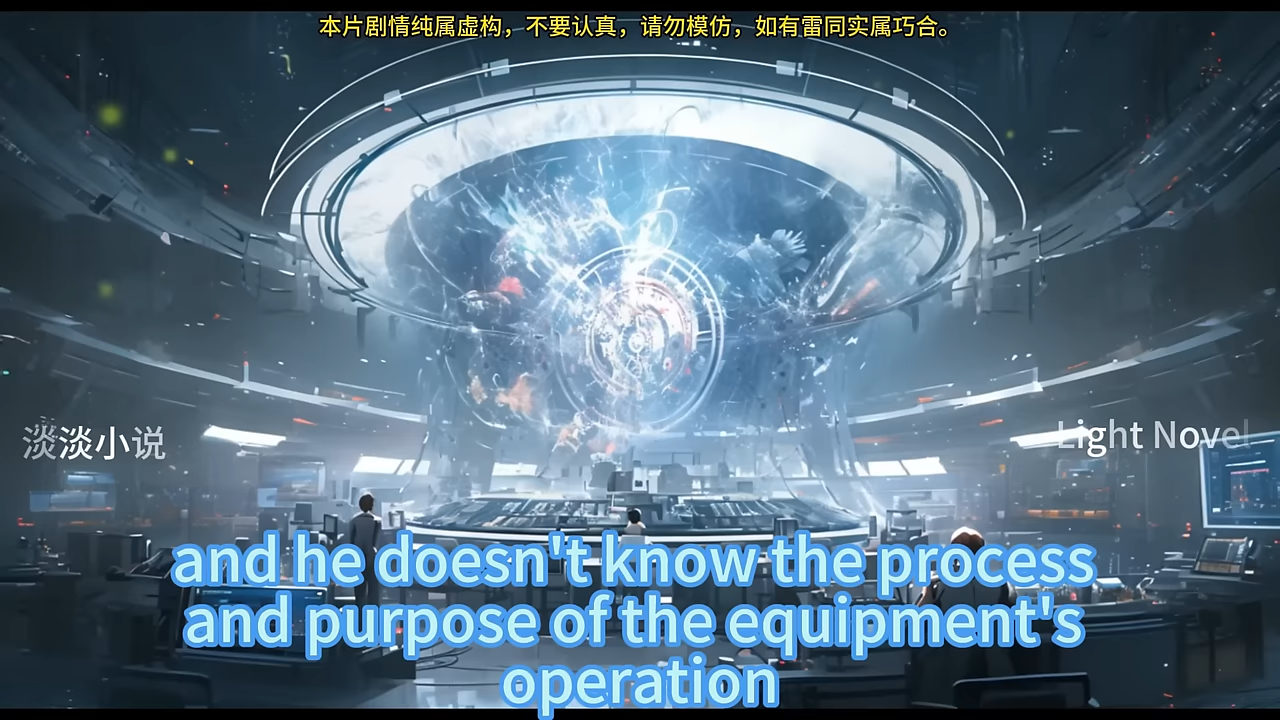 本片剧情纯属虚构，不要认真，请勿模仿，如有雷同实属巧合。
淡淡小说
Light Novel
and he doesn't know the process
and purpose of the equipment's
operation